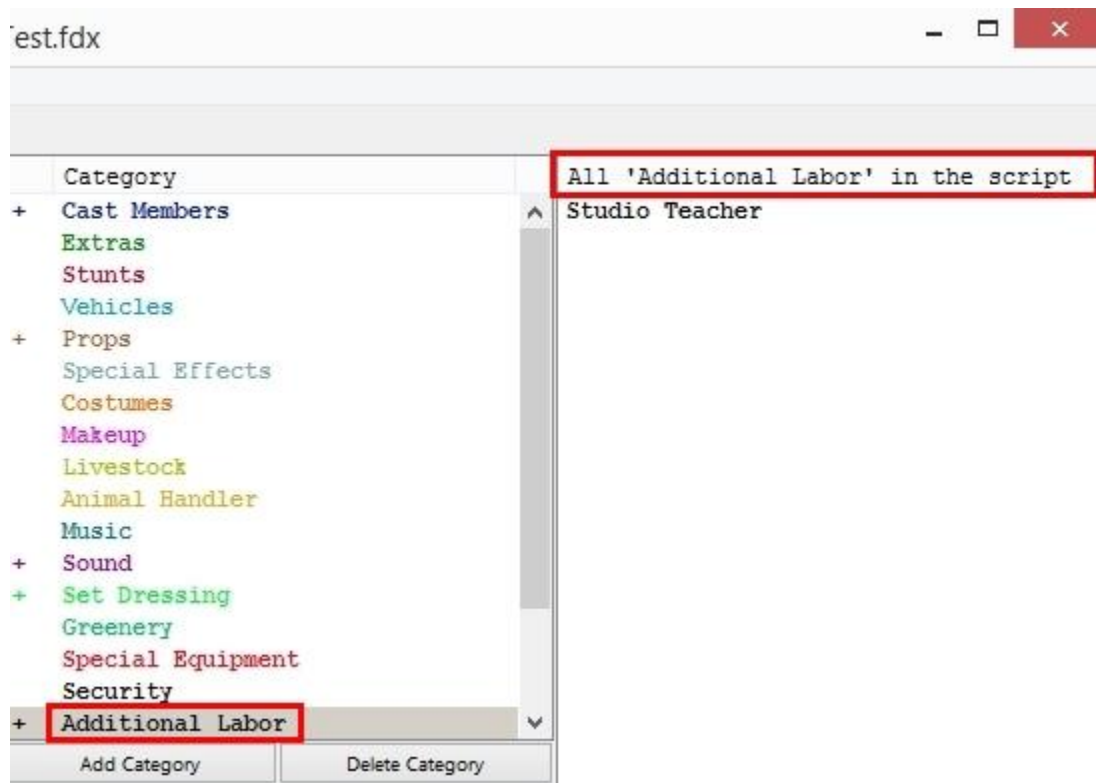 est.fdx
Category
+ Cast Members
Extras
Stunts
Vehicles
+ Props
Special Effects
Costumes
Makeup
Livestock
Animal Handler
Music
+ Sound
+ Set Dressing
Greenery
Special Equipment
Security
+ Additional Labor
Add Category
Delete Category
All 'Additional Labor' in the script
Studio Teacher